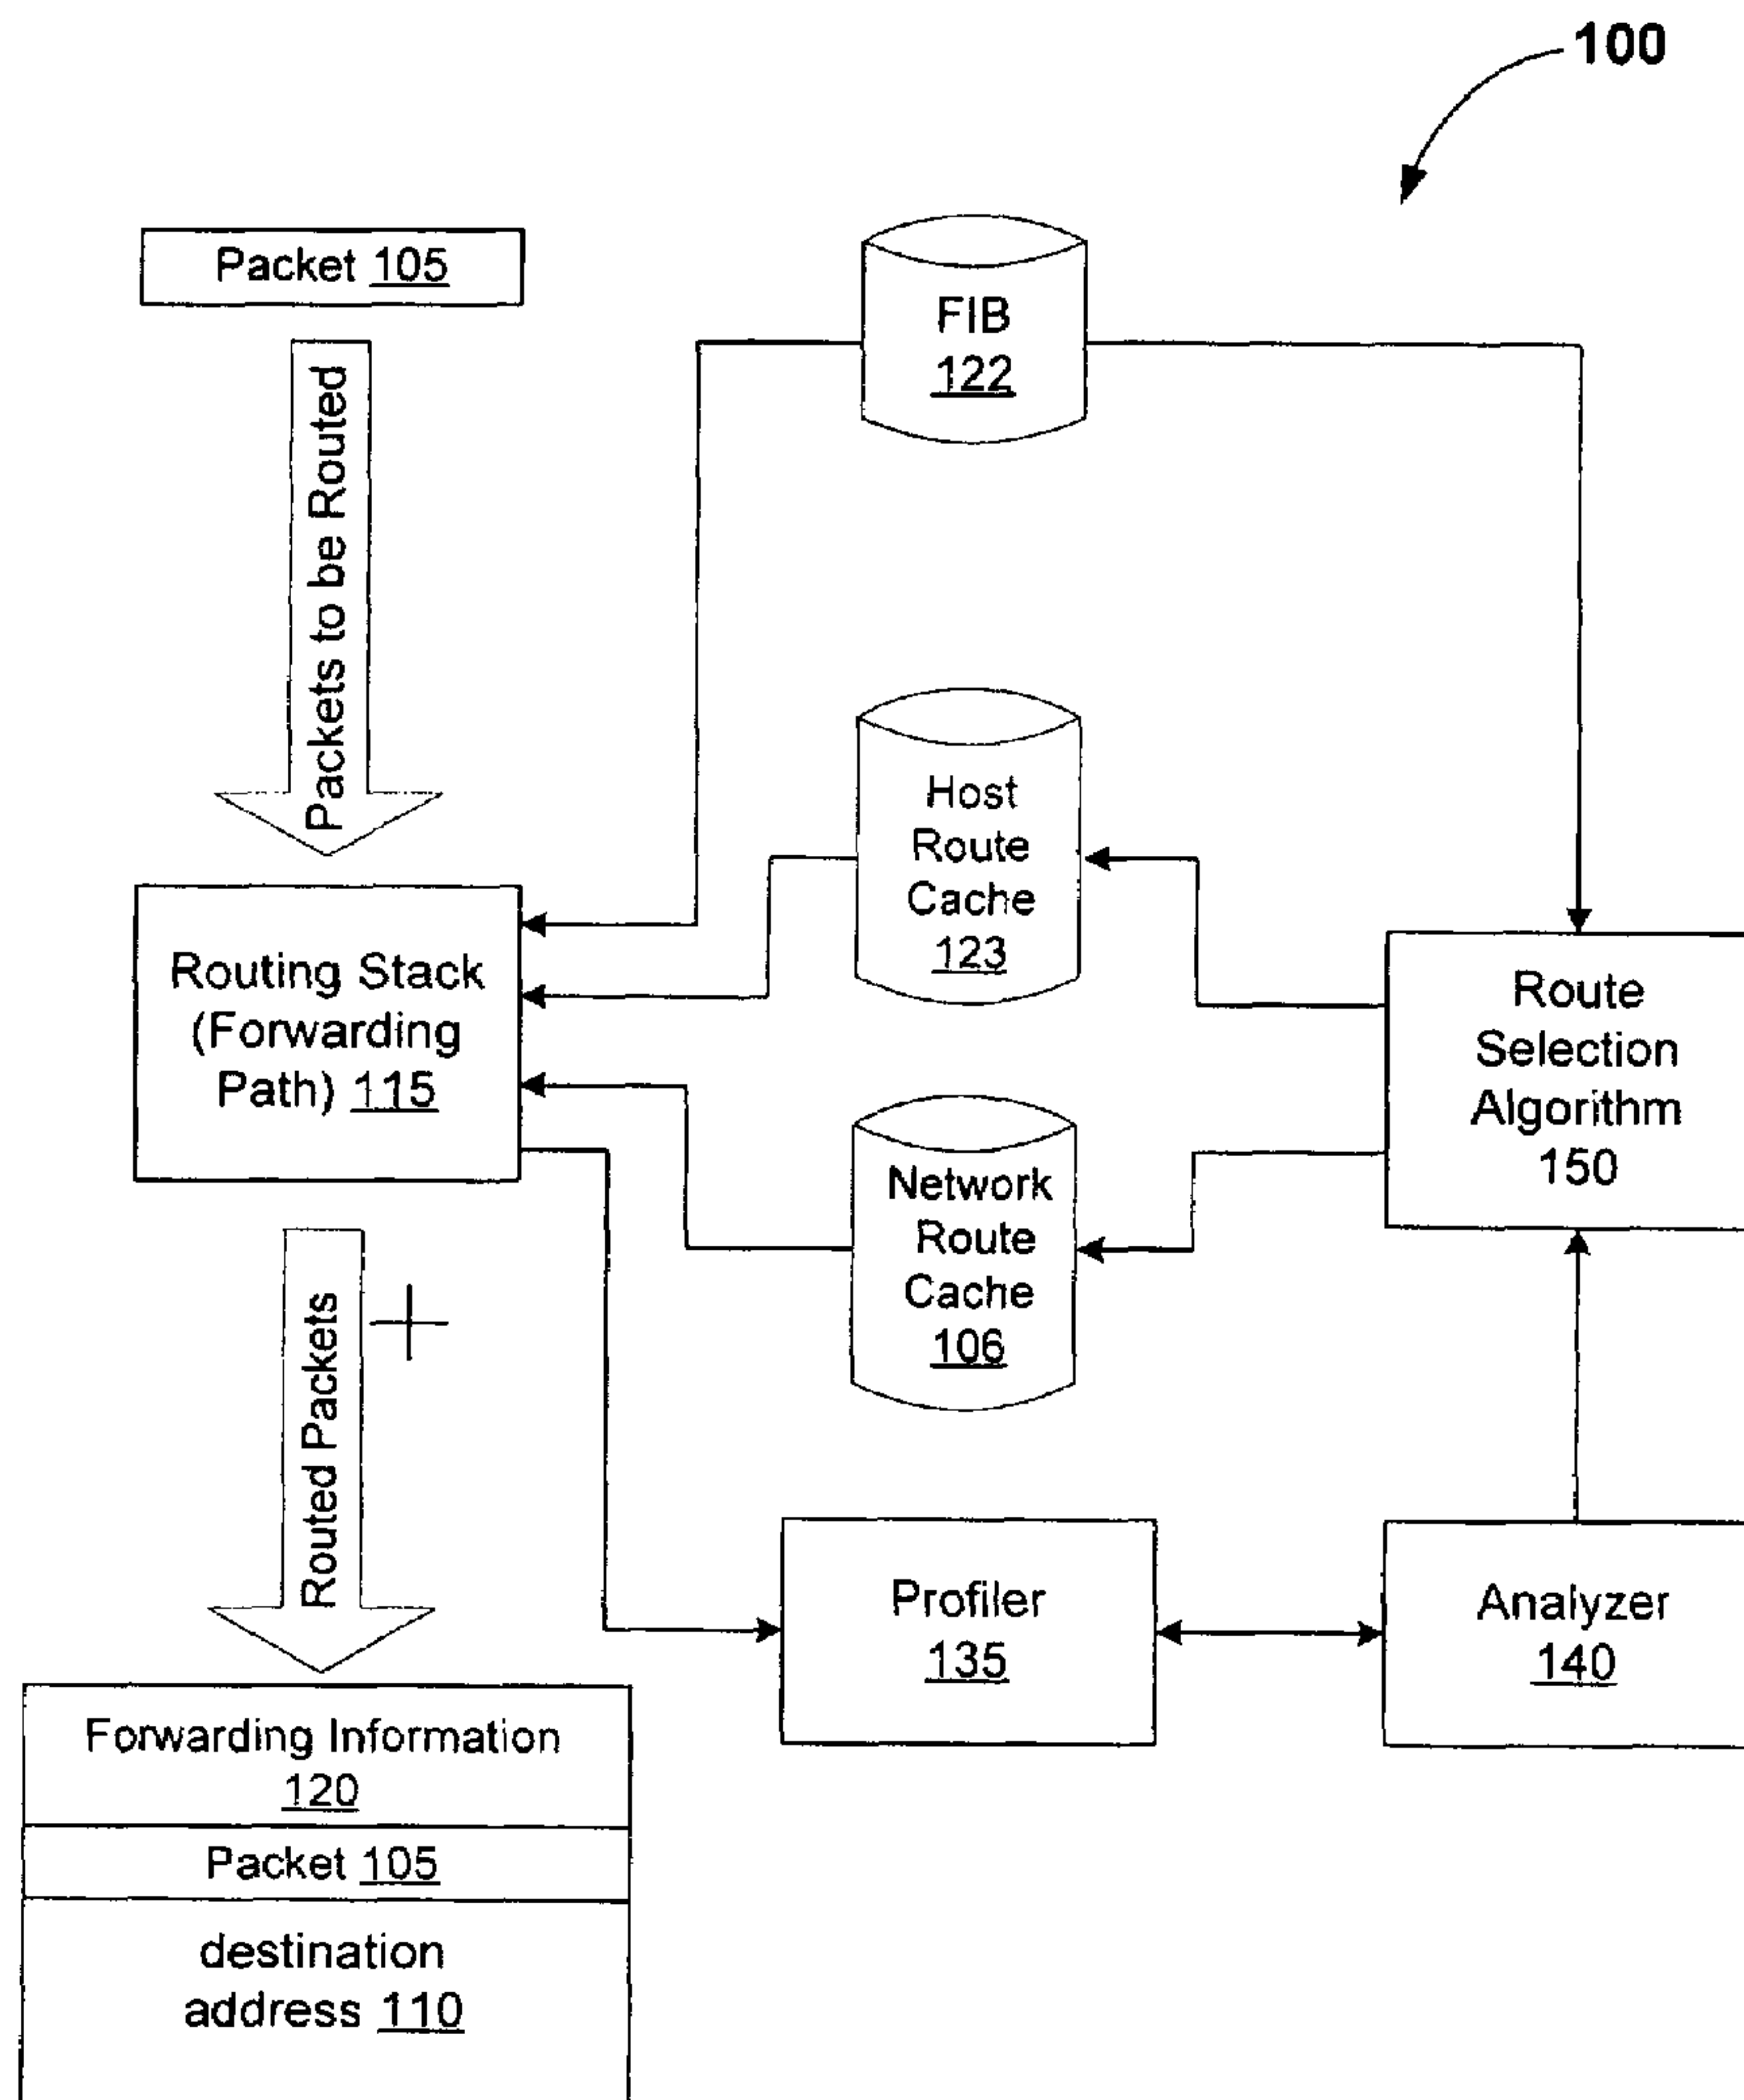 100
Packet 105
FIB
122
Packets to be Routed
Host
Route
Cache
123
Routing Stack
(Forwarding
Path) 115
Route
Selection
Algorithm
150
Network
Route
Cache
106
Routed Packets
Profiler
135
Analyzer
140
Forwarding Information
120
Packet 105
destination
address 110